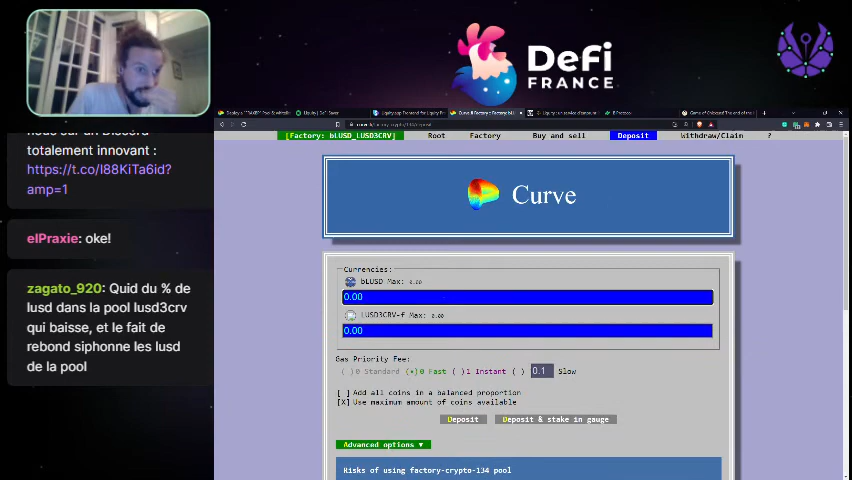 DeFi
FRANCE
totalement innovant :
https://t.co/l88KiTa6id?
amp=1
elPraxie: oke!
zagato_920: Quid du % de
lusd dans la pool lusd3crv
qui baisse, et le fait de
rebond siphonne les lusd
de la pool
[Factory: bLUSD_LUSD3CRV] Root Factory Buy and sell Deposit Withdraw/Claim ?
Curve
Currencies:
bLUSD Max: 0.00
0.00
LUSD3CRV-f Max: 0.00
0.00
Gas Priority Fee:
( )0 Standard (•)0 Fast ( )1 Instant ( ) 0.1 Slow
[ ] Add all coins in a balanced proportion
[X] Use maximum amount of coins available
Deposit Deposit & stake in gauge
Advanced options ▼
Risks of using factory-crypto-134 pool